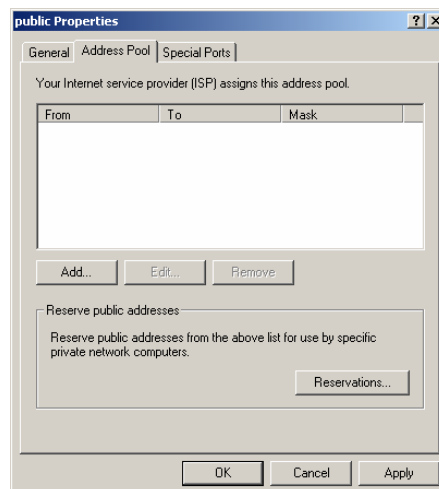 public Properties
General Address Pool Special Ports
Your Internet service provider (ISP) assigns this address pool.
From To Mask
Add... Edit... Remove
Reserve public addresses
Reserve public addresses from the above list for use by specific
private network computers.
Reservations...
OK Cancel Apply